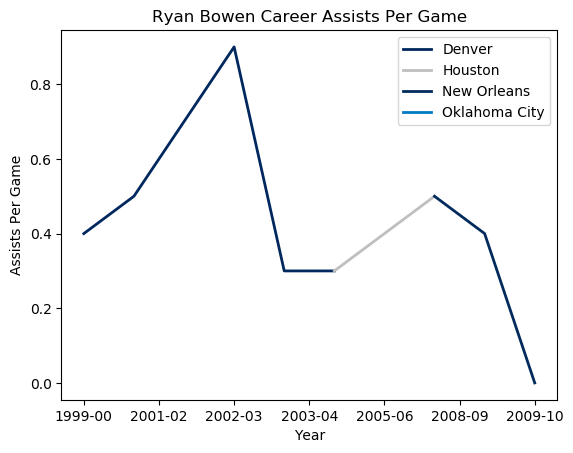 Ryan Bowen Career Assists Per Game
Denver
Houston
New Orleans
Oklahoma City
Assists Per Game
0.8
0.6
0.4
0.2
0.0
1999-00 2001-02 2002-03 2003-04 2005-06 2008-09 2009-10
Year